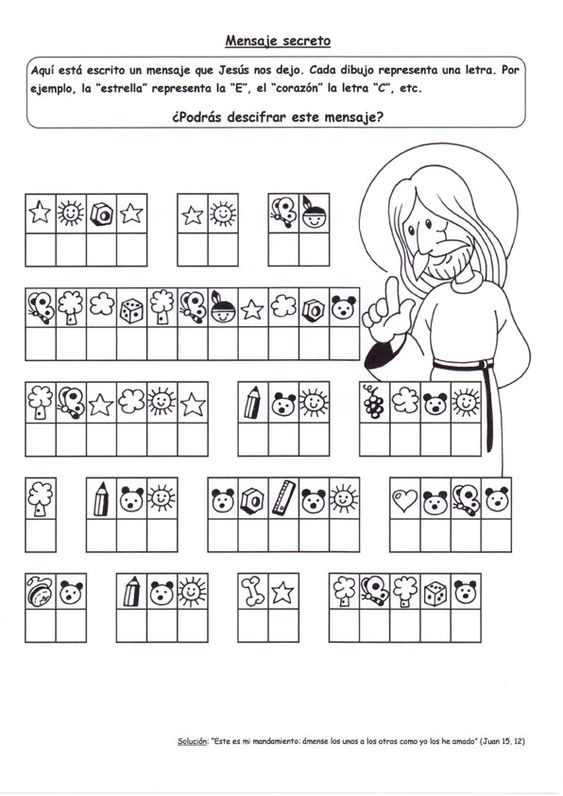 Mensaje secreto
Aquí está escrito un mensaje que Jesús nos dejo. Cada dibujo representa una letra. Por
ejemplo, la “estrella” representa la “E”, el “corazón” la letra “C”, etc.
¿Podrás descifrar este mensaje?
Solución: “Este es mi mandamiento: ámense los unos a los otros como yo los he amado” (Juan 15, 12)